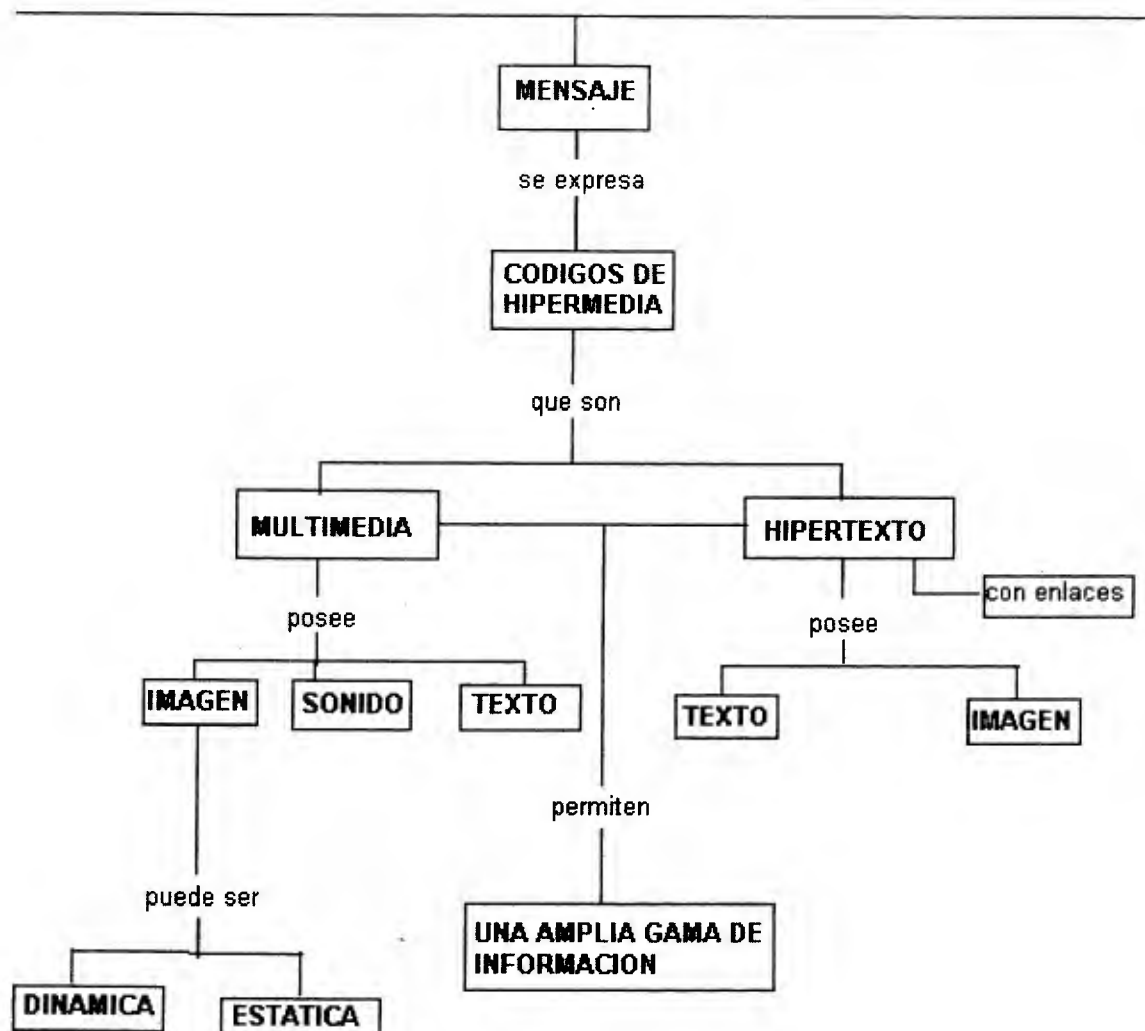 MENSAJE
se expresa
CODIGOS DE
HIPERMEDIA
que son
MULTIMEDIA
HIPERTEXTO
con enlaces
posee
posee
IMAGEN
SONIDO
TEXTO
TEXTO
IMAGEN
permiten
puede ser
UNA AMPLIA GAMA DE
INFORMACION
DINAMICA
ESTATICA